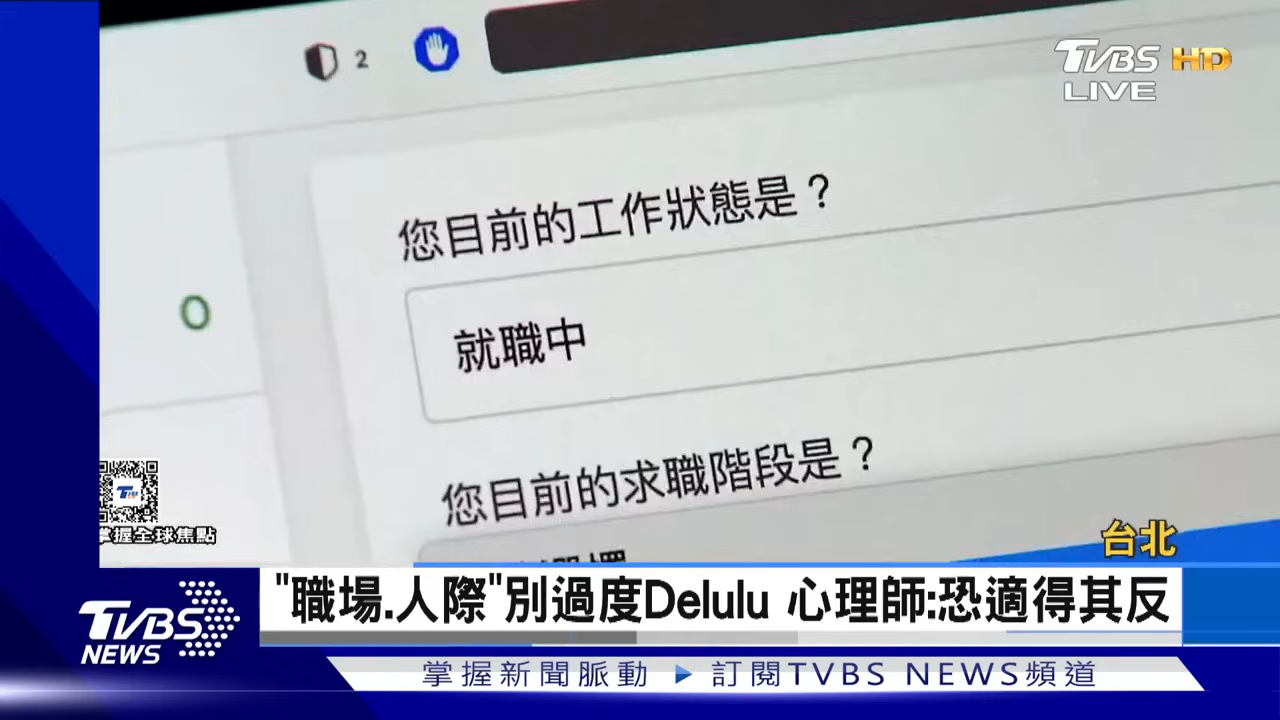 2
TVBS HD
LIVE
您目前的工作狀態是？
就職中
您目前的求職階段是？
TVBS
掌握全球焦點
台北
"職場.人際"別過度Delulu 心理師:恐適得其反
TVBS
NEWS
掌握新聞脈動 ▶ 訂閱TVBS NEWS頻道